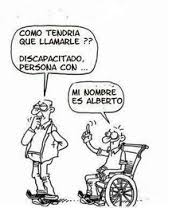 COMO TENDRIA
QUE LLAMARLE ??
DISCAPACITADO,
PERSONA CON ...
MI NOMBRE
ES ALBERTO